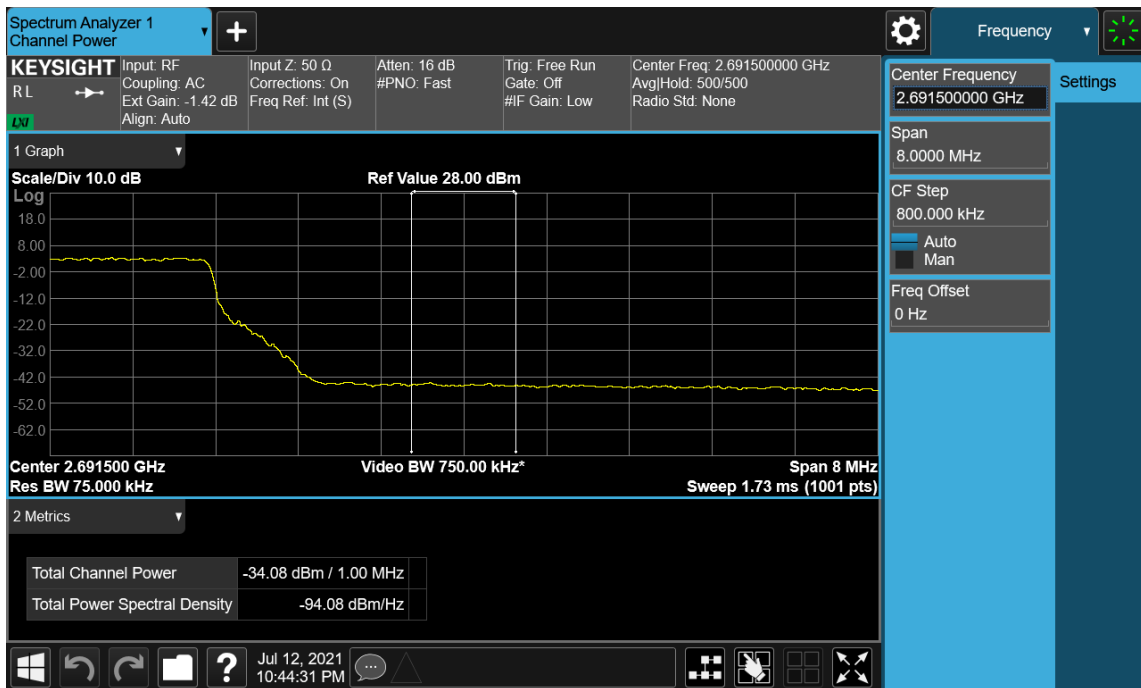 Spectrum Analyzer 1
Channel Power
Frequency
KEYSIGHT
R L
LXI
Input: RF
Coupling: AC
Ext Gain: -1.42 dB
Align: Auto
Input Z: 50 Ω
Corrections: On
Freq Ref: Int (S)
Atten: 16 dB
#PNO: Fast
Trig: Free Run
Gate: Off
#IF Gain: Low
Center Freq: 2.691500000 GHz
Avg|Hold: 500/500
Radio Std: None
Center Frequency
2.691500000 GHz
Settings
Span
8.0000 MHz
CF Step
800.000 kHz
Auto
Man
Freq Offset
0 Hz
1 Graph
Scale/Div 10.0 dB
Ref Value 28.00 dBm
Log
18.0
8.00
-2.00
-12.0
-22.0
-32.0
-42.0
-52.0
-62.0
Center 2.691500 GHz
Video BW 750.00 kHz*
Span 8 MHz
Res BW 75.000 kHz
Sweep 1.73 ms (1001 pts)
2 Metrics
Total Channel Power -34.08 dBm / 1.00 MHz
Total Power Spectral Density -94.08 dBm/Hz
?
Jul 12, 2021
10:44:31 PM